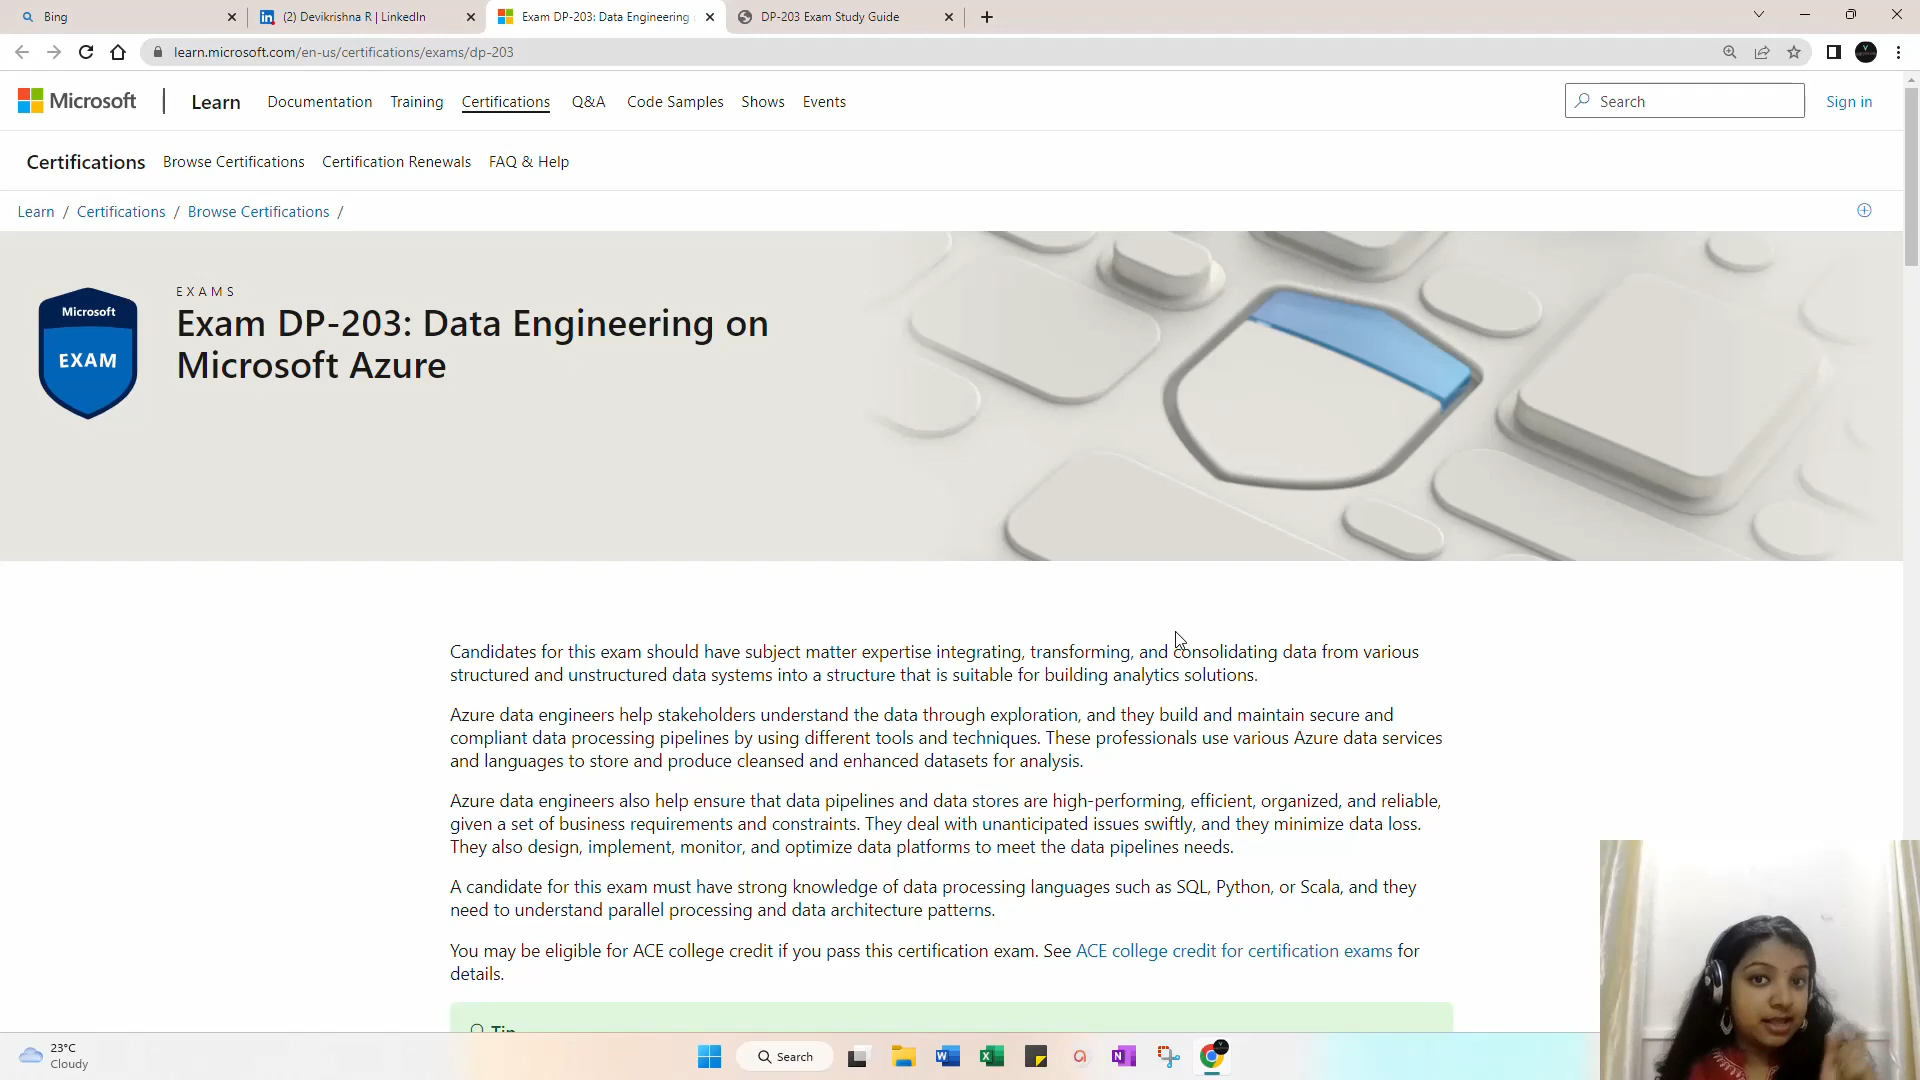 Bing
(2) Devikrishna R | LinkedIn
Exam DP-203: Data Engineering
DP-203 Exam Study Guide
learn.microsoft.com/en-us/certifications/exams/dp-203
Microsoft
Learn
Documentation
Training
Certifications
Q&A
Code Samples
Shows
Events
Search
Sign in
Certifications
Browse Certifications
Certification Renewals
FAQ & Help
Learn / Certifications / Browse Certifications /
Microsoft
EXAM
EXAMS
Exam DP-203: Data Engineering on
Microsoft Azure
Candidates for this exam should have subject matter expertise integrating, transforming, and consolidating data from various
structured and unstructured data systems into a structure that is suitable for building analytics solutions.
Azure data engineers help stakeholders understand the data through exploration, and they build and maintain secure and
compliant data processing pipelines by using different tools and techniques. These professionals use various Azure data services
and languages to store and produce cleansed and enhanced datasets for analysis.
Azure data engineers also help ensure that data pipelines and data stores are high-performing, efficient, organized, and reliable,
given a set of business requirements and constraints. They deal with unanticipated issues swiftly, and they minimize data loss.
They also design, implement, monitor, and optimize data platforms to meet the data pipelines needs.
A candidate for this exam must have strong knowledge of data processing languages such as SQL, Python, or Scala, and they
need to understand parallel processing and data architecture patterns.
You may be eligible for ACE college credit if you pass this certification exam. See ACE college credit for certification exams for
details.
Tip
23°C
Cloudy
Search